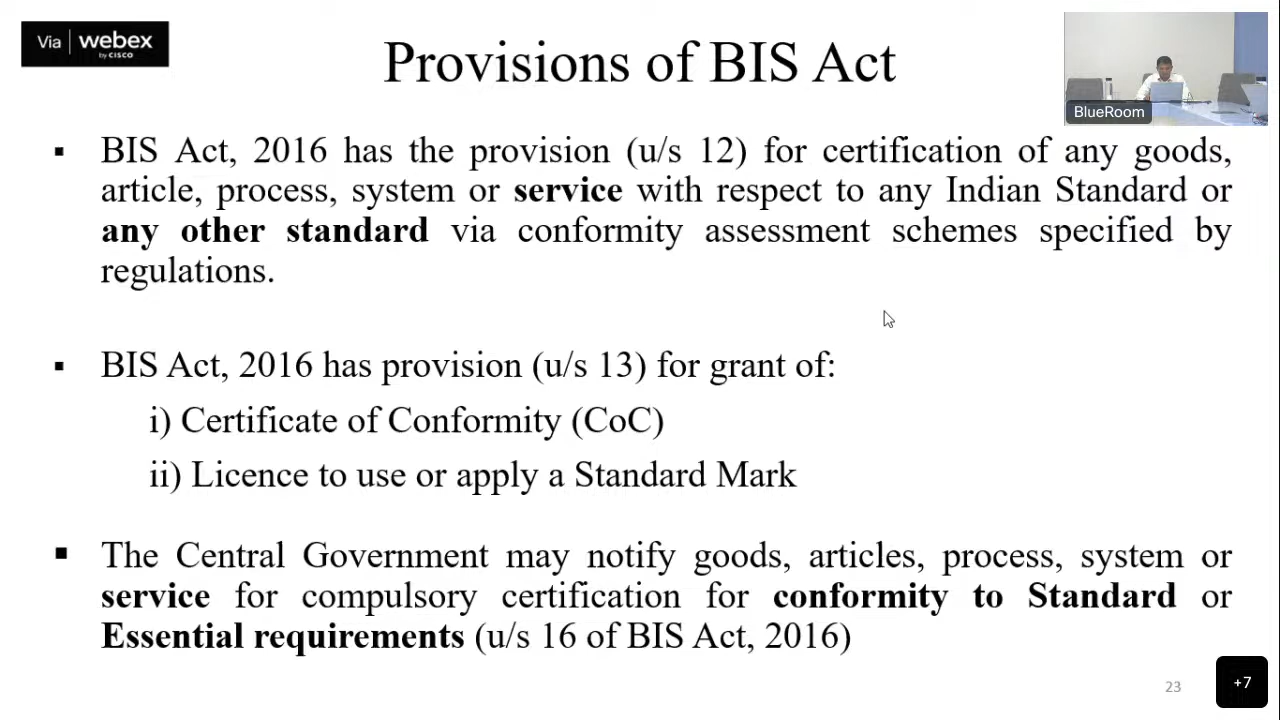 Via webex
by CISCO
Provisions of BIS Act
BlueRoom
▪ BIS Act, 2016 has the provision (u/s 12) for certification of any goods,
article, process, system or service with respect to any Indian Standard or
any other standard via conformity assessment schemes specified by
regulations.
▪ BIS Act, 2016 has provision (u/s 13) for grant of:
i) Certificate of Conformity (CoC)
ii) Licence to use or apply a Standard Mark
▪ The Central Government may notify goods, articles, process, system or
service for compulsory certification for conformity to Standard or
Essential requirements (u/s 16 of BIS Act, 2016)
23
+7